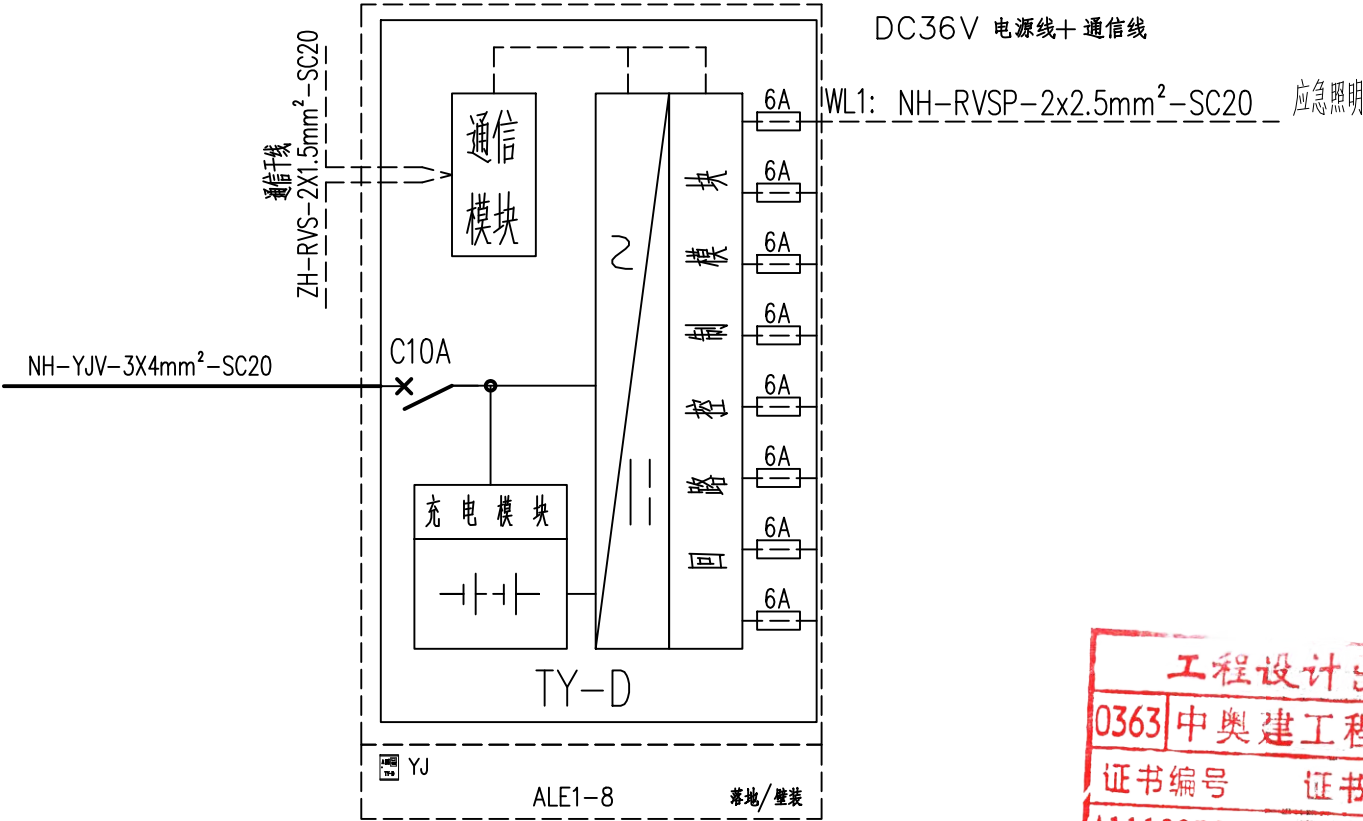 DC36V 电源线+通信线
通信干线
ZH-RVS-2X1.5mm²-SC20
通信
模块
6A
WL1: NH-RVSP-2x2.5mm²-SC20 应急照明
6A
6A
6A
6A
6A
6A
6A
块
模
制
控
路
回
NH-YJV-3X4mm²-SC20
C10A
充电模块
TY-D
YJ
ALE1-8
落地/壁装
工程设计
0363 中奥建工程
证书编号 证书